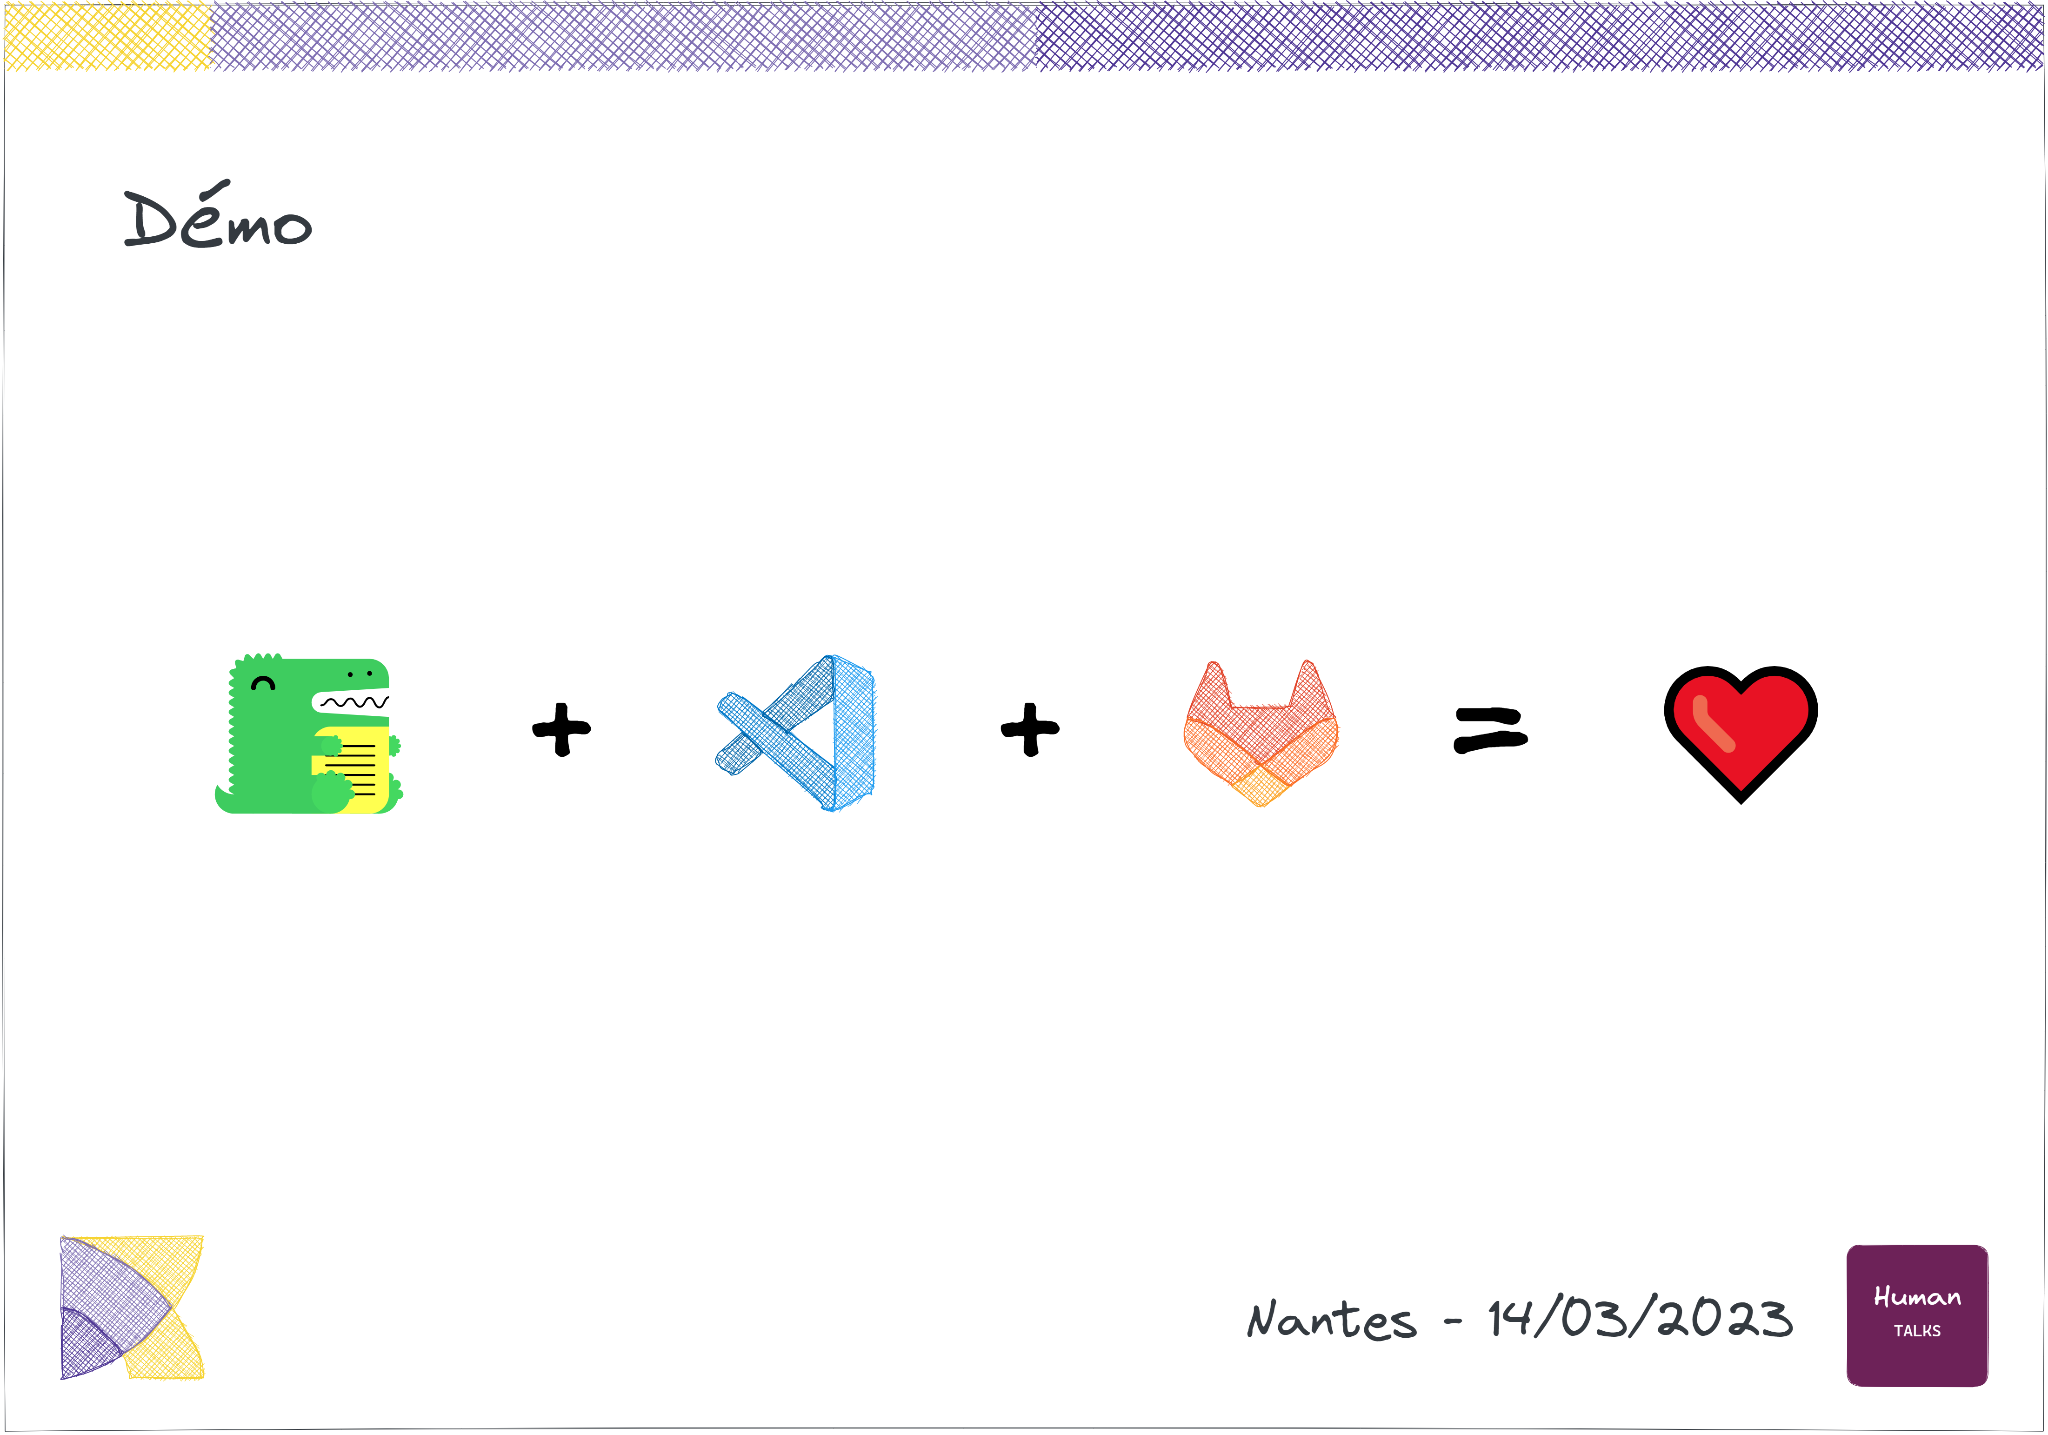 Démo
+ + =
Nantes - 14/03/2023
Human
TALKS